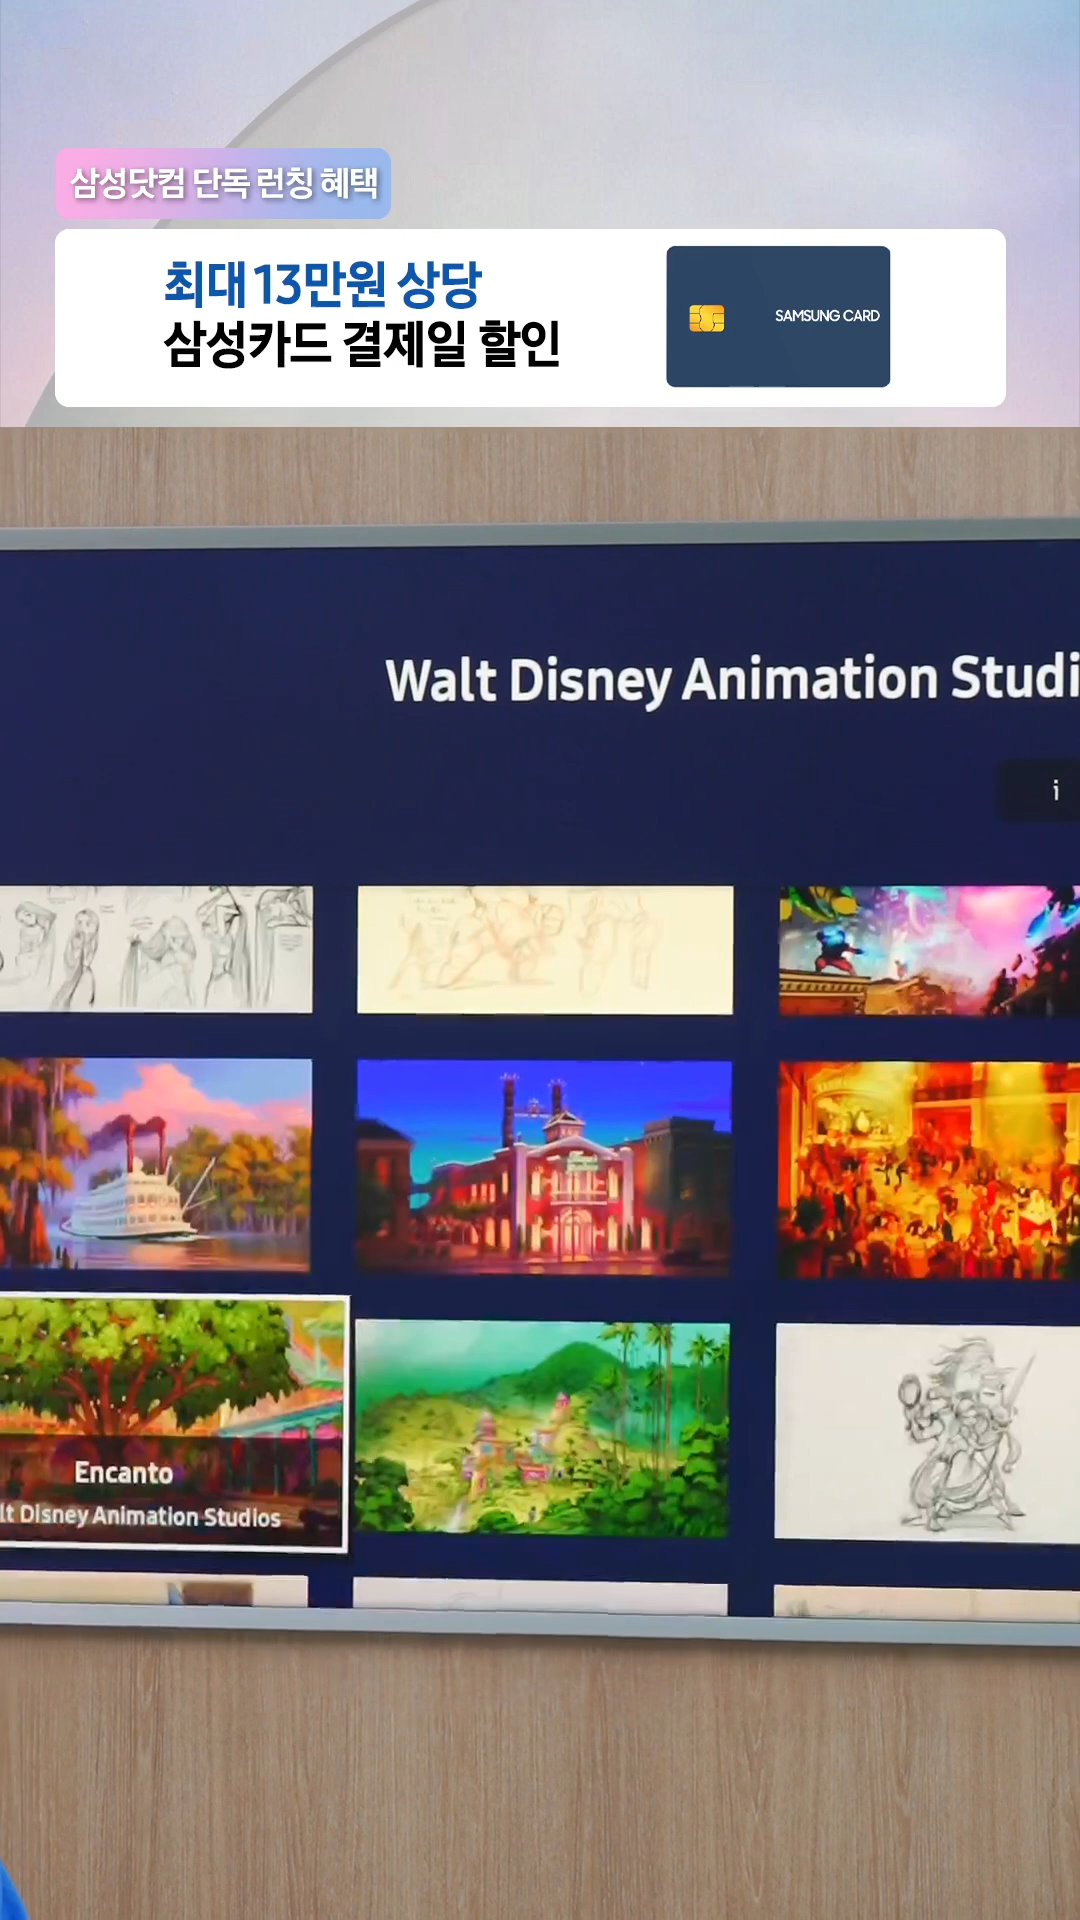 삼성닷컴 단독 런칭 혜택
최대 13만원 상당
삼성카드 결제일 할인
SAMSUNG CARD
Walt Disney Animation Studi
i
Encanto
lt Disney Animation Studios